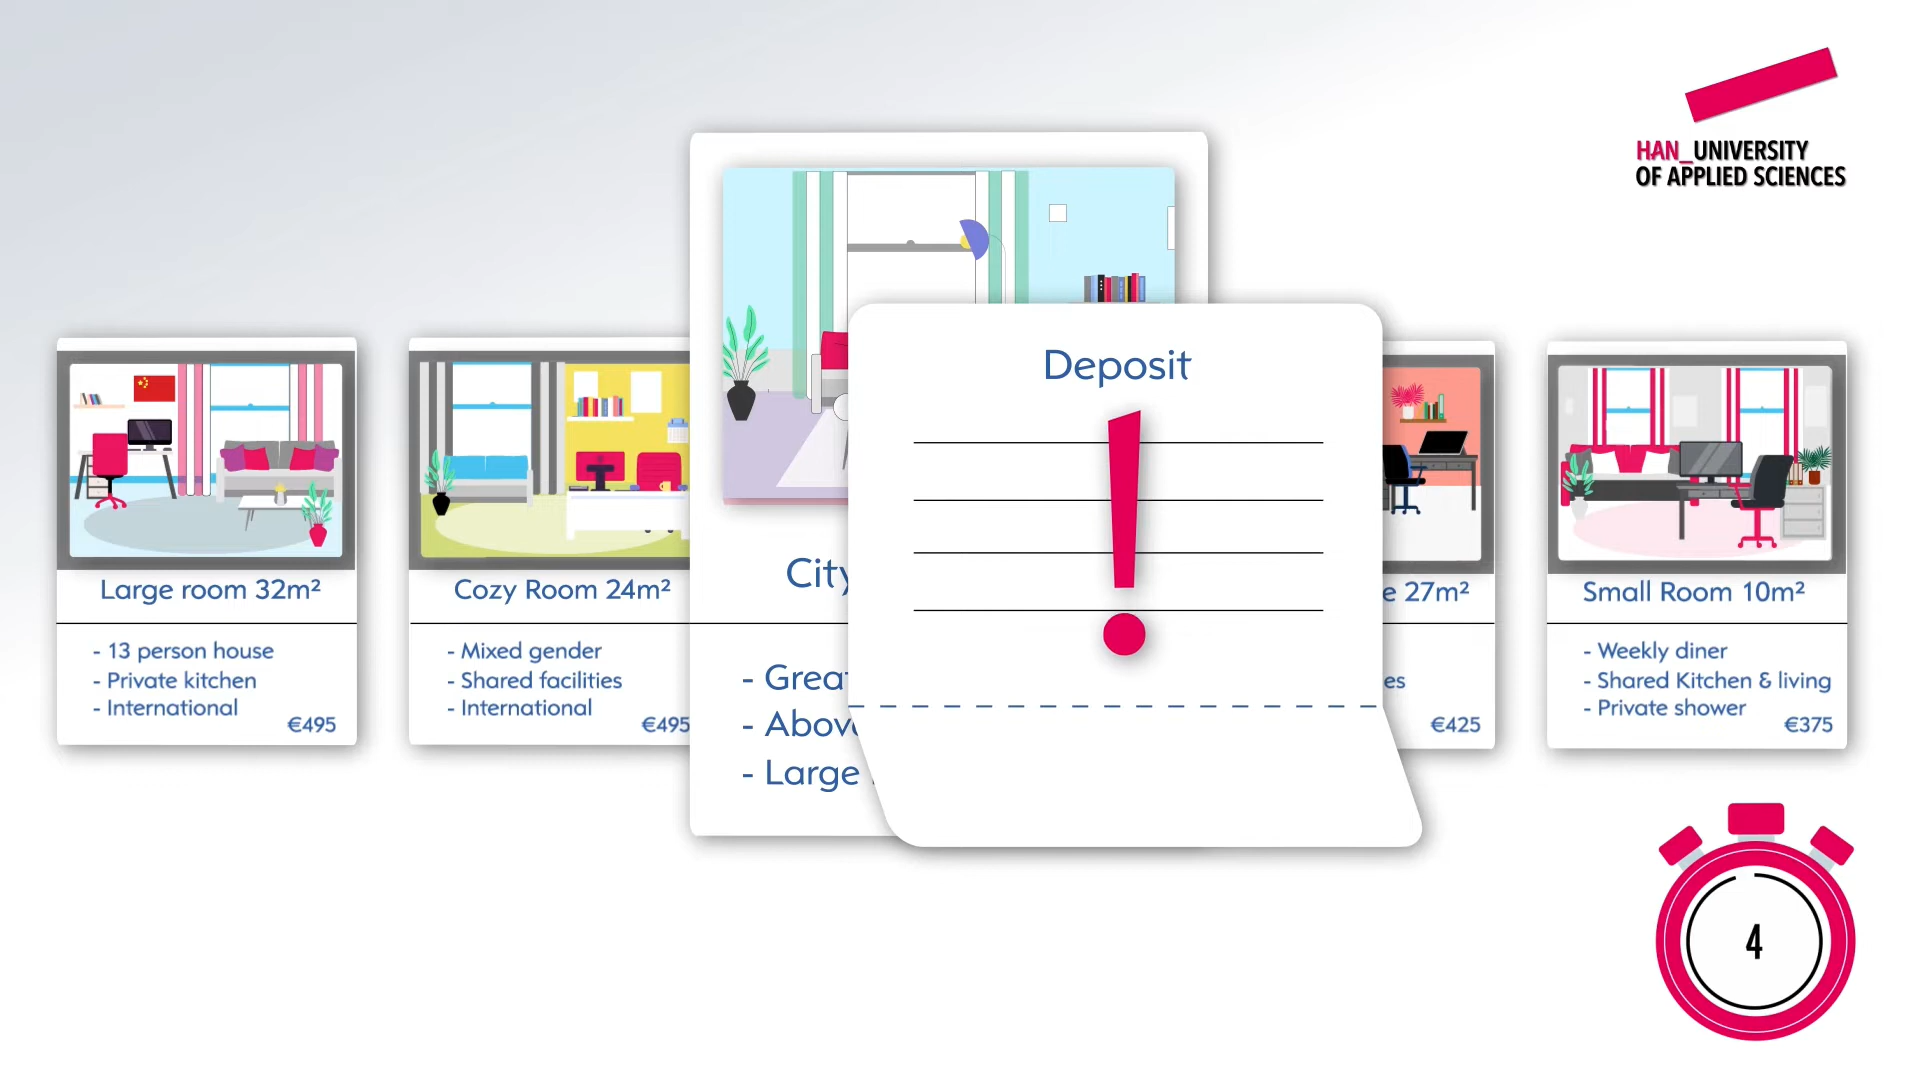 HAN_UNIVERSITY
OF APPLIED SCIENCES
Large room 32m²
- 13 person house
- Private kitchen
- International
€495
Cozy Room 24m²
- Mixed gender
- Shared facilities
- International
€495
City
- Great
- Above
- Large
Deposit
e 27m²
es
€425
Small Room 10m²
- Weekly diner
- Shared Kitchen & living
- Private shower
€375
4